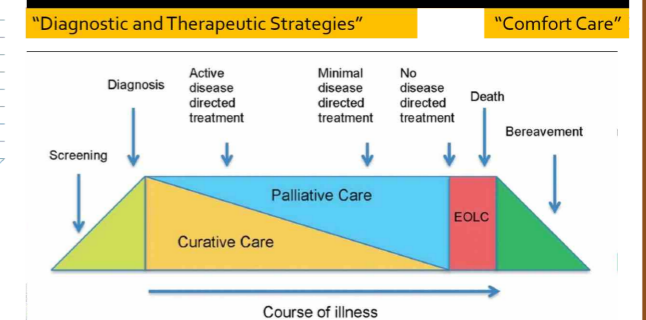 “Diagnostic and Therapeutic Strategies”
“Comfort Care”
Screening
Diagnosis
Active
disease
directed
treatment
Minimal
disease
directed
treatment
No
disease
directed
treatment
Death
Bereavement
Palliative Care
Curative Care
EOLC
Course of illness